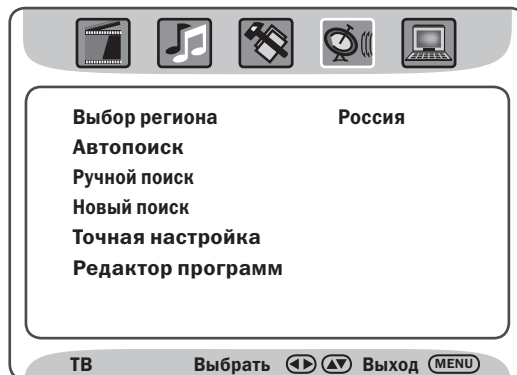 Выбор региона Россия
Автопоиск
Ручной поиск
Новый поиск
Точная настройка
Редактор программ
ТВ Выбрать Выход MENU